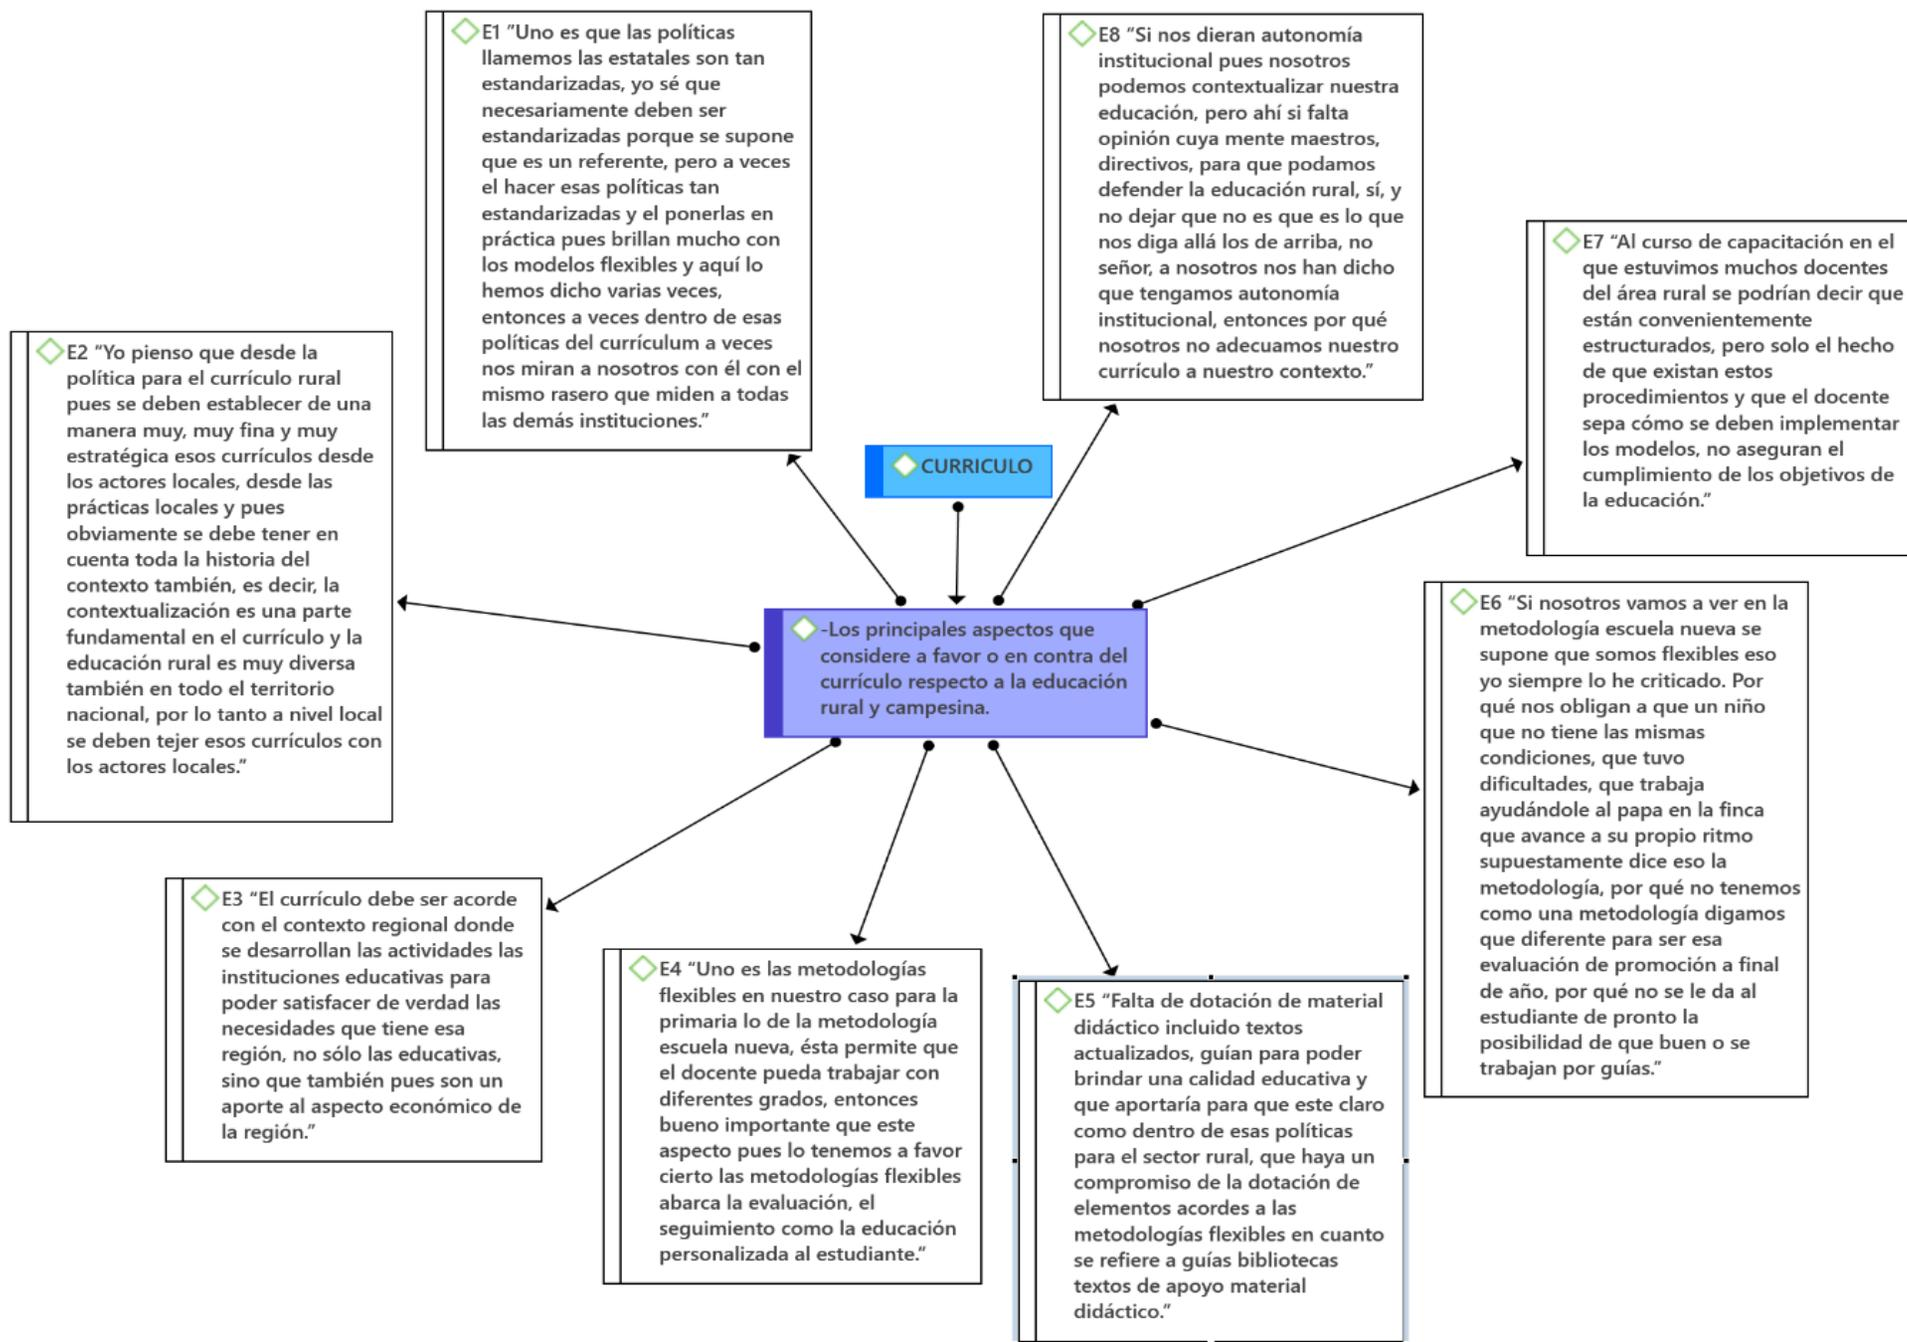 E1 “Uno es que las políticas
llamemos las estatales son tan
estandarizadas, yo sé que
necesariamente deben ser
estandarizadas porque se supone
que es un referente, pero a veces
el hacer esas políticas tan
estandarizadas y el ponerlas en
práctica pues brillan mucho con
los modelos flexibles y aquí lo
hemos dicho varias veces,
entonces a veces dentro de esas
políticas del currículum a veces
nos miran a nosotros con él con el
mismo rasero que miden a todas
las demás instituciones.”
E8 “Si nos dieran autonomía
institucional pues nosotros
podemos contextualizar nuestra
educación, pero ahí si falta
opinión cuya mente maestros,
directivos, para que podamos
defender la educación rural, sí, y
no dejar que no es que es lo que
nos diga allá los de arriba, no
señor, a nosotros nos han dicho
que tengamos autonomía
institucional, entonces por qué
nosotros no adecuamos nuestro
currículo a nuestro contexto.”
E7 “Al curso de capacitación en el
que estuvimos muchos docentes
del área rural se podrían decir que
están convenientemente
estructurados, pero solo el hecho
de que existan estos
procedimientos y que el docente
sepa cómo se deben implementar
los modelos, no aseguran el
cumplimiento de los objetivos de
la educación.”
E2 “Yo pienso que desde la
política para el currículo rural
pues se deben establecer de una
manera muy, muy fina y muy
estratégica esos currículos desde
los actores locales, desde las
prácticas locales y pues
obviamente se debe tener en
cuenta toda la historia del
contexto también, es decir, la
contextualización es una parte
fundamental en el currículo y la
educación rural es muy diversa
también en todo el territorio
nacional, por lo tanto a nivel local
se deben tejer esos currículos con
los actores locales.”
CURRICULO
-Los principales aspectos que
considere a favor o en contra del
currículo respecto a la educación
rural y campesina.
E6 “Si nosotros vamos a ver en la
metodología escuela nueva se
supone que somos flexibles eso
yo siempre lo he criticado. Por
qué nos obligan a que un niño
que no tiene las mismas
condiciones, que tuvo
dificultades, que trabaja
ayudándole al papa en la finca
que avance a su propio ritmo
supuestamente dice eso la
metodología, por qué no tenemos
como una metodología digamos
que diferente para ser esa
evaluación de promoción a final
de año, por qué no se le da al
estudiante de pronto la
posibilidad de que buen o se
trabajan por guías.”
E3 “El currículo debe ser acorde
con el contexto regional donde
se desarrollan las actividades las
instituciones educativas para
poder satisfacer de verdad las
necesidades que tiene esa
región, no sólo las educativas,
sino que también pues son un
aporte al aspecto económico de
la región.”
E4 “Uno es las metodologías
flexibles en nuestro caso para la
primaria lo de la metodología
escuela nueva, ésta permite que
el docente pueda trabajar con
diferentes grados, entonces
bueno importante que este
aspecto pues lo tenemos a favor
cierto las metodologías flexibles
abarca la evaluación, el
seguimiento como la educación
personalizada al estudiante.”
E5 “Falta de dotación de material
didáctico incluido textos
actualizados, guían para poder
brindar una calidad educativa y
que aportaría para que este claro
como dentro de esas políticas
para el sector rural, que haya un
compromiso de la dotación de
elementos acordes a las
metodologías flexibles en cuanto
se refiere a guías bibliotecas
textos de apoyo material
didáctico.”